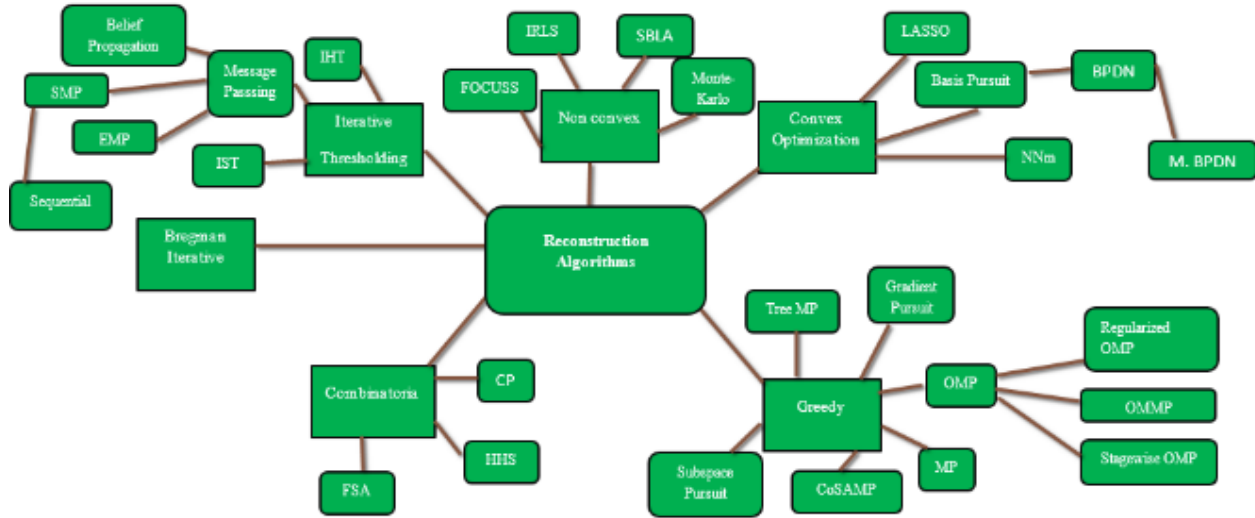 Belief
Propagation
SMP
Message
Passsing
EMP
Sequential
IHT
IST
Iterative
Thresholding
IRLS
SBLA
FOCUSS
Monte-
Karlo
Non convex
LASSO
Basis Pursuit
BPDN
Convex
Optimization
NNm
M. BPDN
Bregman
Iterative
Reconstruction
Algorithms
Combinatoria
CP
HHS
FSA
Tree MP
Gradient
Pursuit
Greedy
OMP
Regularized
OMP
OMMP
Stagewise OMP
MP
CoSAMP
Subspace
Pursuit